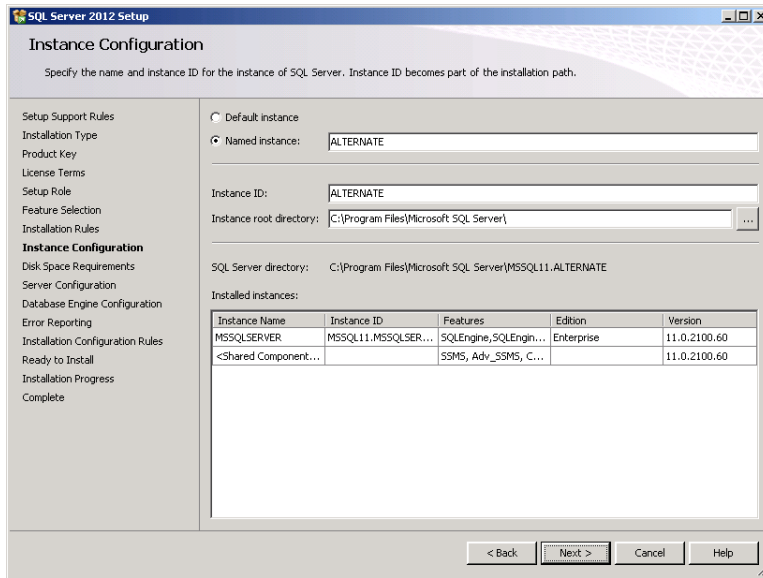 SQL Server 2012 Setup
Instance Configuration
Specify the name and instance ID for the instance of SQL Server. Instance ID becomes part of the installation path.
Setup Support Rules
Installation Type
Product Key
License Terms
Setup Role
Feature Selection
Installation Rules
Instance Configuration
Disk Space Requirements
Server Configuration
Database Engine Configuration
Error Reporting
Installation Configuration Rules
Ready to Install
Installation Progress
Complete
Default instance
Named instance: ALTERNATE
Instance ID: ALTERNATE
Instance root directory: C:\Program Files\Microsoft SQL Server\ ...
SQL Server directory: C:\Program Files\Microsoft SQL Server\MSSQL11.ALTERNATE
Installed instances:
Instance Name Instance ID Features Edition Version
MSSQLSERVER MSSQL11.MSSQLSER... SQLEngine,SQLEngin... Enterprise 11.0.2100.60
<Shared Component... SSMS, Adv_SSMS, C... 11.0.2100.60
< Back Next > Cancel Help